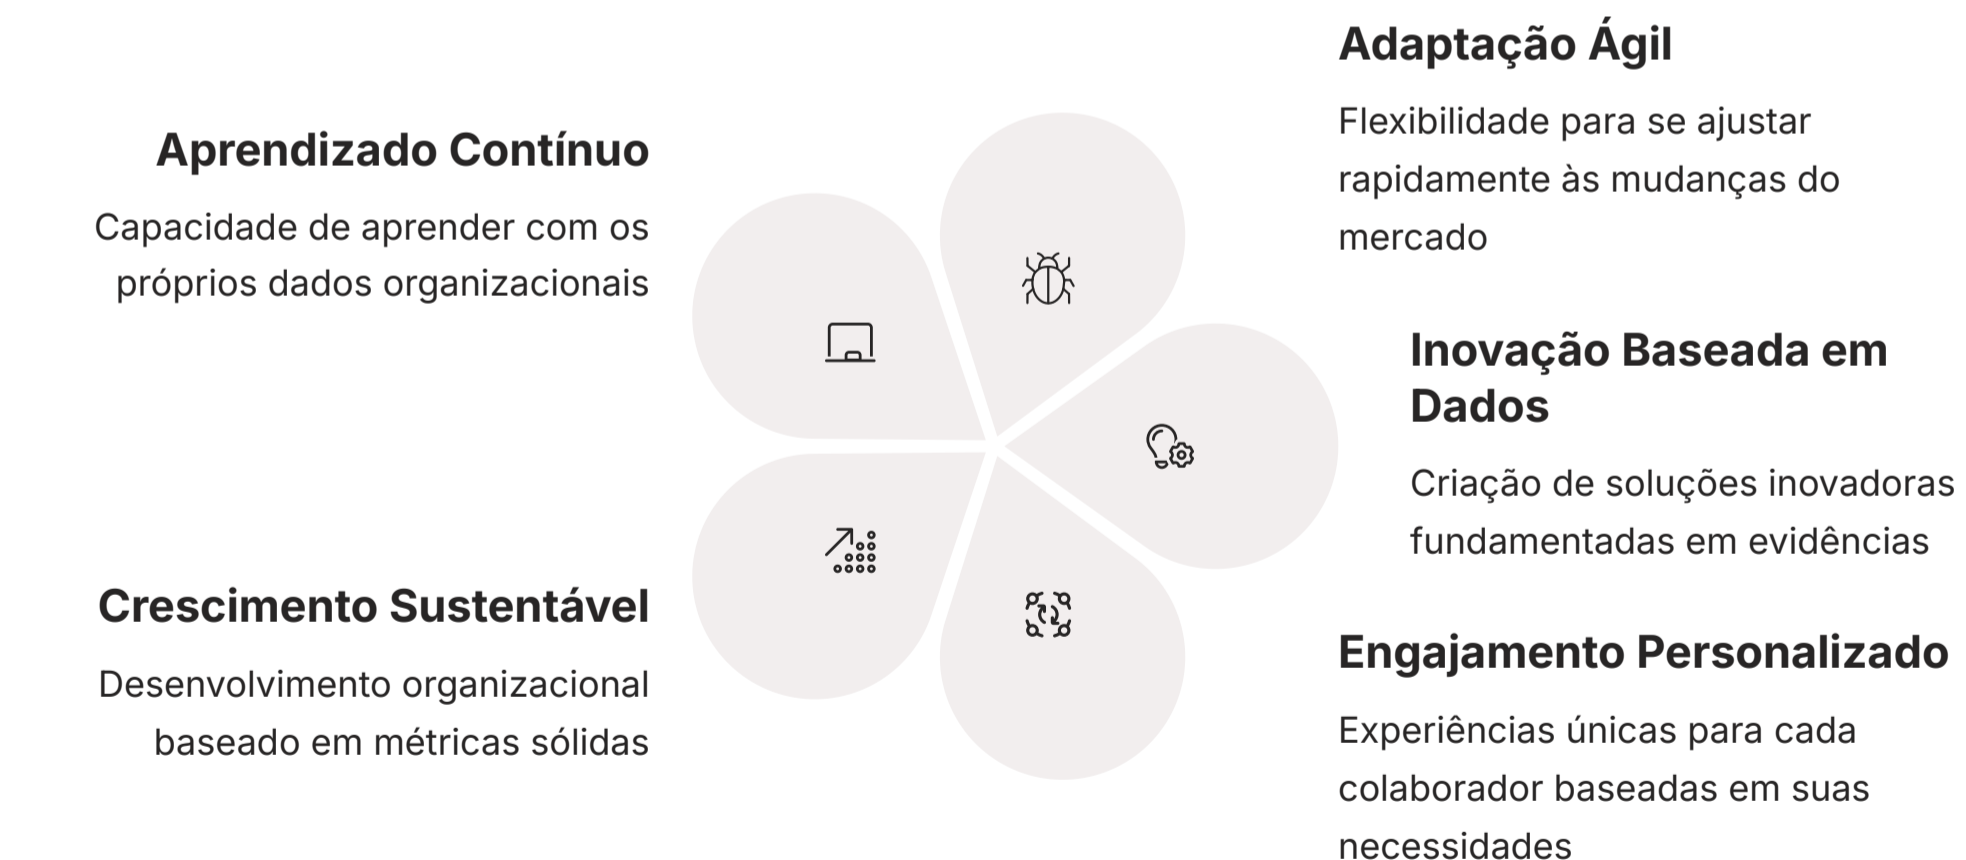 Aprendizado Contínuo
Capacidade de aprender com os
próprios dados organizacionais
Adaptação Ágil
Flexibilidade para se ajustar
rapidamente às mudanças do
mercado
Inovação Baseada em
Dados
Criação de soluções inovadoras
fundamentadas em evidências
Engajamento Personalizado
Experiências únicas para cada
colaborador baseadas em suas
necessidades
Crescimento Sustentável
Desenvolvimento organizacional
baseado em métricas sólidas